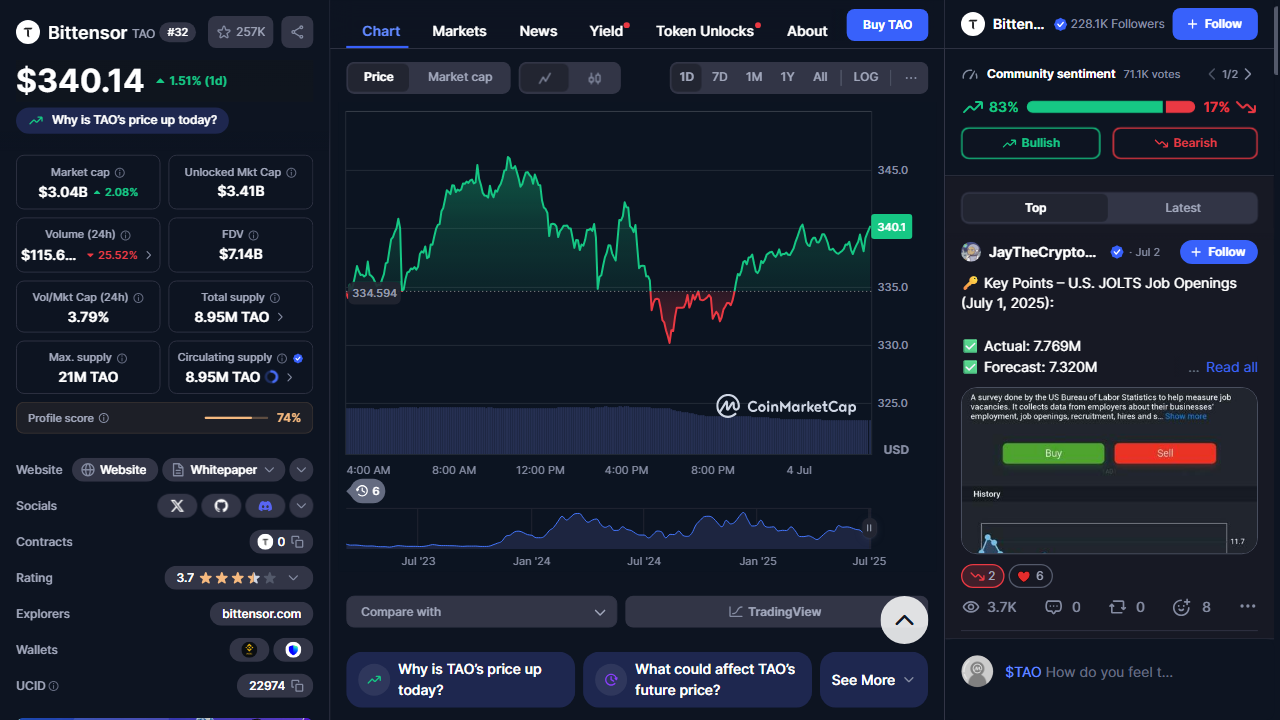 Bittensor TAO #32 257K
$340.14 1.51% (1d)
Why is TAO's price up today?
Market cap
$3.04B 2.08%
Unlocked Mkt Cap
$3.41B
Volume (24h)
$115.6... 25.52%
FDV
$7.14B
Vol/Mkt Cap (24h)
3.79%
Total supply
8.95M TAO
Max. supply
21M TAO
Circulating supply
8.95M TAO
Profile score 74%
Website Website Whitepaper
Socials
Contracts T 0
Rating 3.7
Explorers bittensor.com
Wallets
UCID 22974
Chart Markets News Yield Token Unlocks About Buy TAO
Price Market cap 1D 7D 1M 1Y All LOG ...
345.0
340.1
335.0
334.594
330.0
325.0
CoinMarketCap
USD
4:00 AM 8:00 AM 12:00 PM 4:00 PM 8:00 PM 4 Jul
6
Jul '23 Jan '24 Jul '24 Jan '25 Jul '25
Compare with TradingView
Why is TAO's price up
today?
What could affect TAO's
future price?
See More
Bitten... 228.1K Followers + Follow
Community sentiment 71.1K votes 1/2
83% 17%
Bullish Bearish
Top Latest
JayTheCrypto... · Jul 2 + Follow
Key Points – U.S. JOLTS Job Openings
(July 1, 2025):
Actual: 7.769M
Forecast: 7.320M ... Read all
A survey done by the US Bureau of Labor Statistics to help measure job
vacancies. It collects data from employers about their businesses'
employment, job openings, recruitment, hires and s... Show more
Buy Sell
History
11.7
2 6
3.7K 0 0 8 ...
$TAO How do you feel t...